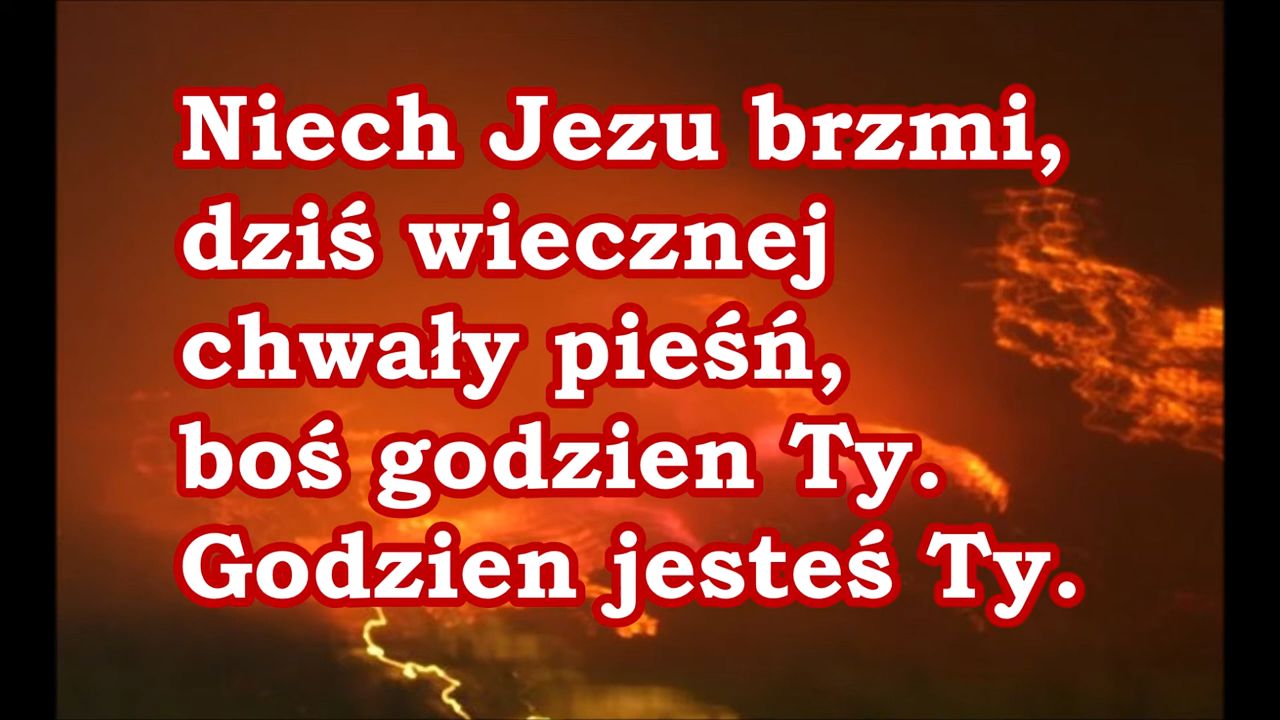 Niech Jezu brzmi,
dziś wiecznej
chwały pieśń,
boś godzien Ty.
Godzien jesteś Ty.